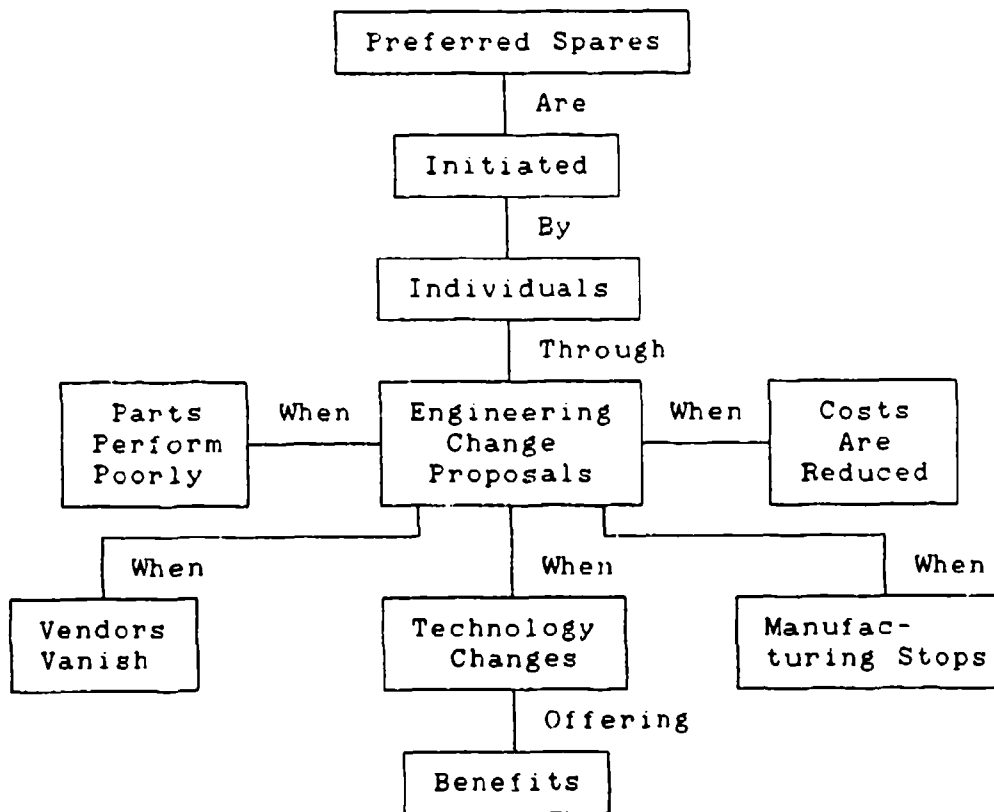 Preferred Spares
Are
Initiated
By
Individuals
Through
Parts
Perform
Poorly
When
Engineering
Change
Proposals
When
Costs
Are
Reduced
When
When
When
Vendors
Vanish
Technology
Changes
Manufac-
turing Stops
Offering
Benefits